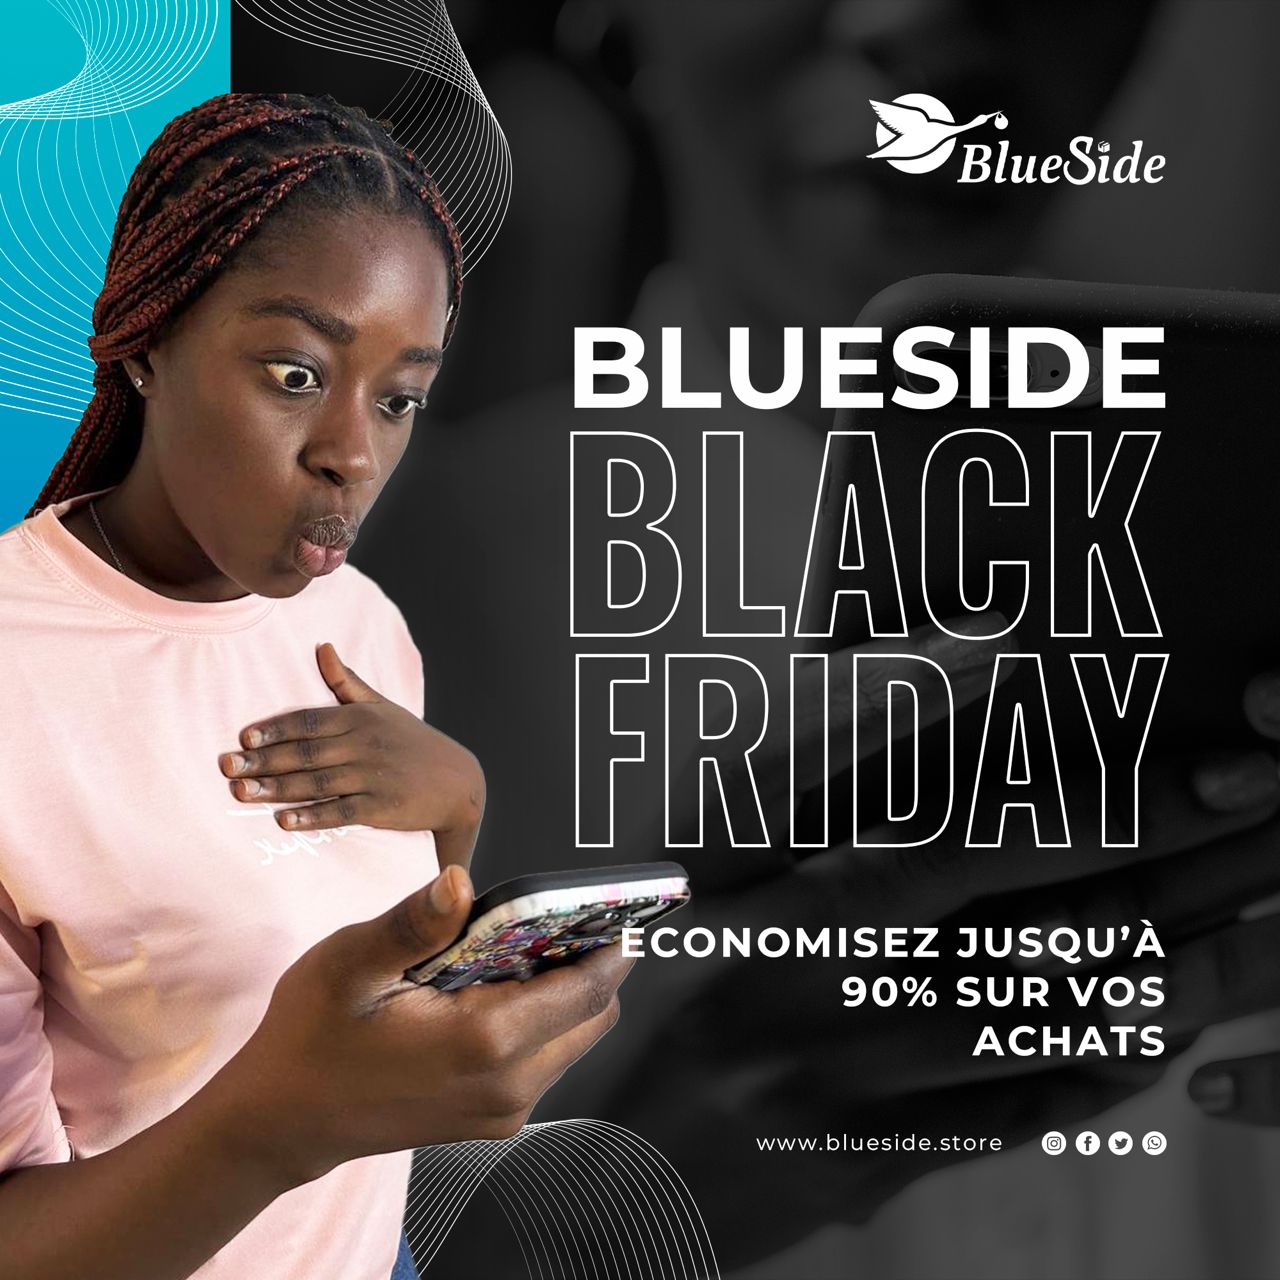 BlueSide
BLUESIDE
BLACK
FRIDAY
ECONOMISEZ JUSQU'À
90% SUR VOS
ACHATS
www.blueside.store